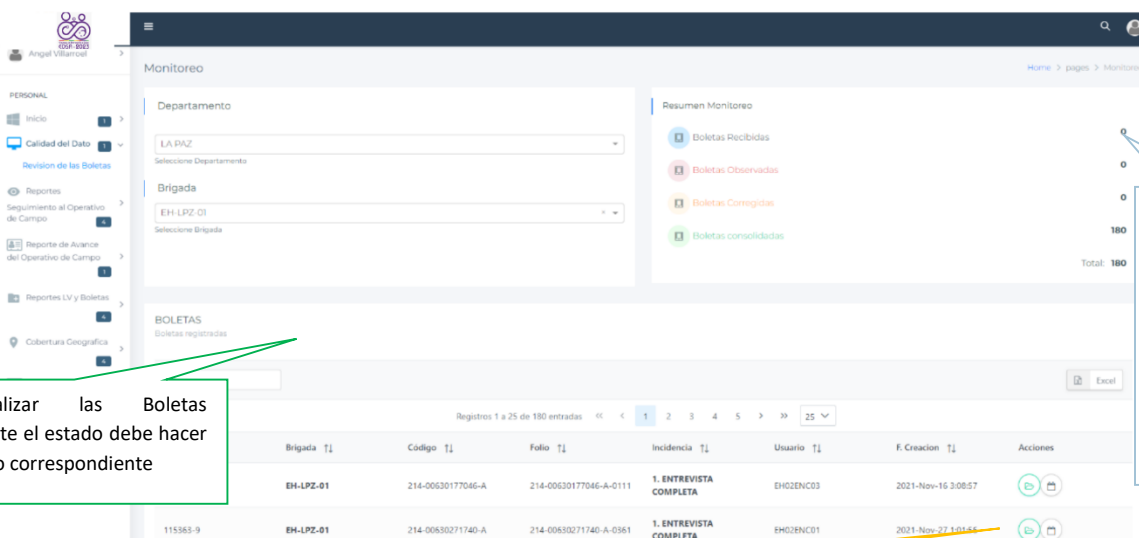 Angel Villarroel
Monitoreo
Home > pages > Monitoreo
PERSONAL
Inicio 1
Calidad del Dato 1
Revision de las Boletas
Reportes
Seguimiento al Operativo
de Campo
4
Reporte de Avance
del Operativo de Campo
1
Reportes LV y Boletas
4
Cobertura Geografica
4
Departamento
LA PAZ
Seleccione Departamento
Brigada
EH-LPZ-01
Seleccione Brigada
Resumen Monitoreo
Boletas Recibidas 0
Boletas Observadas 0
Boletas Corregidas 0
Boletas consolidadas 180
Total: 180
BOLETAS
Boletas registradas
Excel
alizar las Boletas
te el estado debe hacer
o correspondiente
Registros 1 a 25 de 180 entradas « < 1 2 3 4 5 > » 25
Brigada Código Folio Incidencia Usuario F. Creacion Acciones
EH-LPZ-01 214-00630177046-A 214-00630177046-A-0111 1. ENTREVISTA COMPLETA EH02ENC03 2021-Nov-16 3:08:57
115363-9 EH-LPZ-01 214-00630271740-A 214-00630271740-A-0361 1. ENTREVISTA COMPLETA EH02ENC01 2021-Nov-27 1:01:55